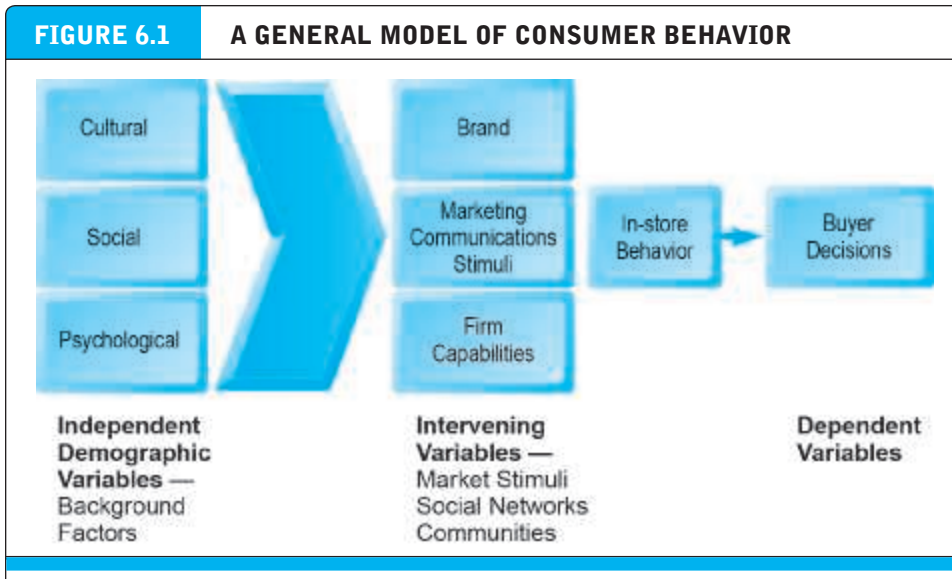 FIGURE 6.1 A GENERAL MODEL OF CONSUMER BEHAVIOR
Cultural
Social
Psychological
Brand
Marketing
Communications
Stimuli
Firm
Capabilities
In-store
Behavior
Buyer
Decisions
Independent
Demographic
Variables —
Background
Factors
Intervening
Variables —
Market Stimuli
Social Networks
Communities
Dependent
Variables